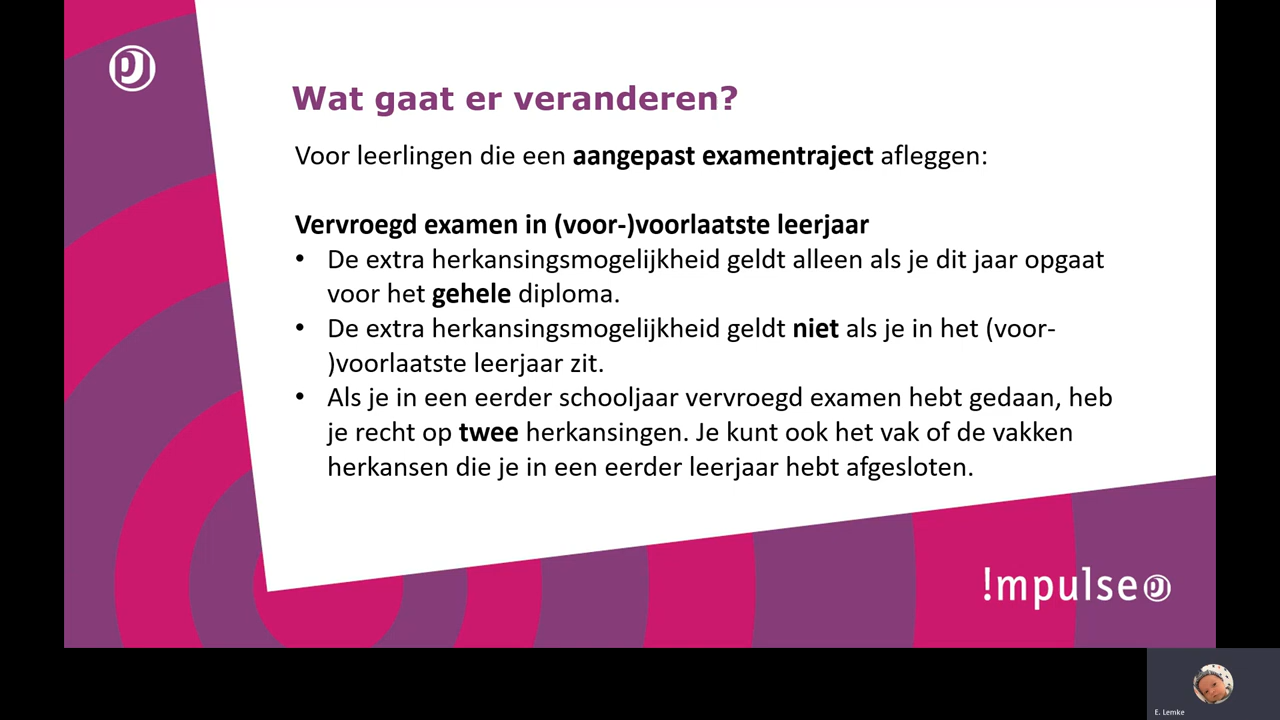 Wat gaat er veranderen?
Voor leerlingen die een aangepast examentraject afleggen:
Vervroegd examen in (voor-)voorlaatste leerjaar
• De extra herkansingsmogelijkheid geldt alleen als je dit jaar opgaat
voor het gehele diploma.
• De extra herkansingsmogelijkheid geldt niet als je in het (voor-
)voorlaatste leerjaar zit.
• Als je in een eerder schooljaar vervroegd examen hebt gedaan, heb
je recht op twee herkansingen. Je kunt ook het vak of de vakken
herkansen die je in een eerder leerjaar hebt afgesloten.
!mpulse
E. Lemke